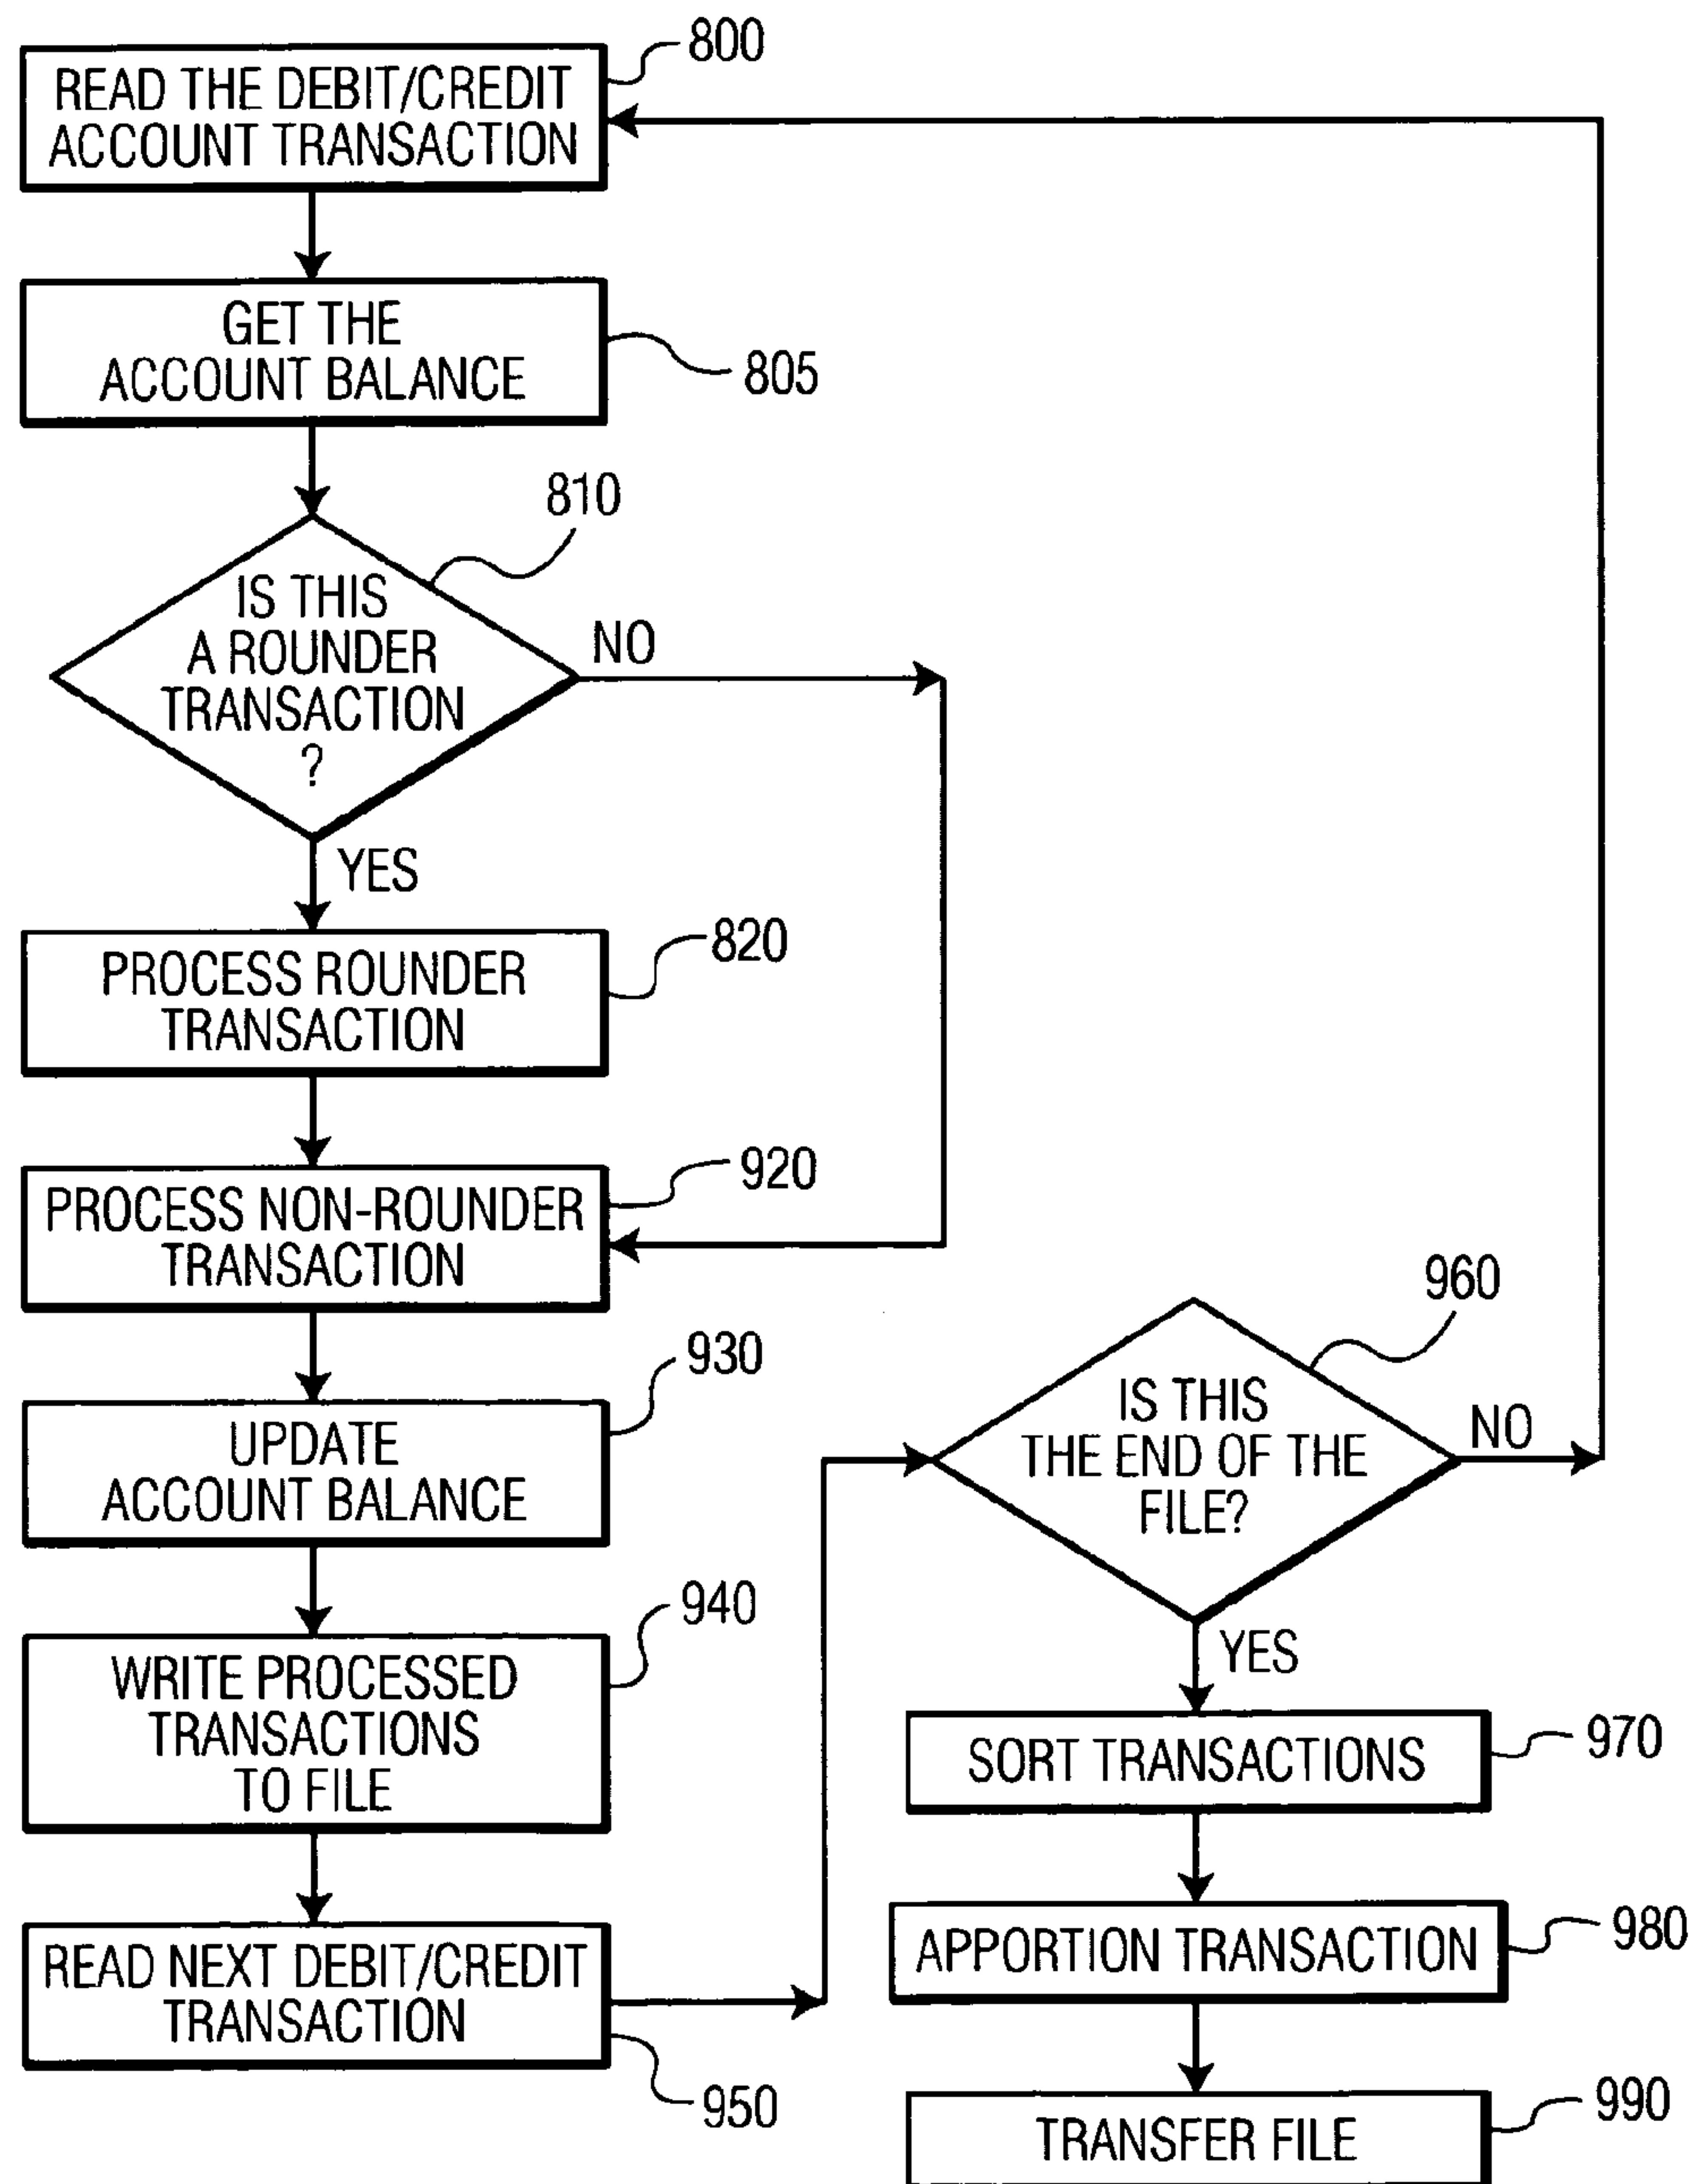 800
READ THE DEBIT/CREDIT
ACCOUNT TRANSACTION
GET THE
ACCOUNT BALANCE
805
810
IS THIS
A ROUNDER
TRANSACTION
?
NO
YES
820
PROCESS ROUNDER
TRANSACTION
920
PROCESS NON-ROUNDER
TRANSACTION
930
UPDATE
ACCOUNT BALANCE
940
WRITE PROCESSED
TRANSACTIONS
TO FILE
READ NEXT DEBIT/CREDIT
TRANSACTION
950
960
IS THIS
THE END OF THE
FILE?
NO
YES
SORT TRANSACTIONS
970
APPORTION TRANSACTION
980
TRANSFER FILE
990